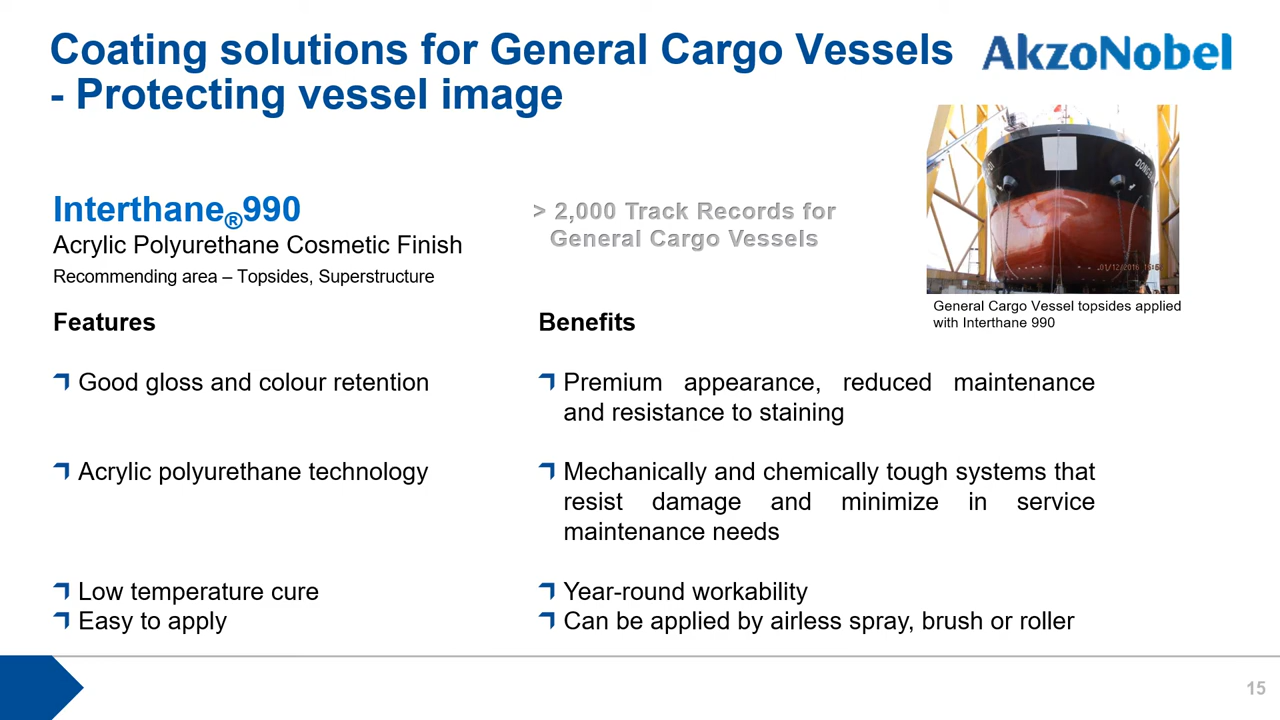 Coating solutions for General Cargo Vessels
- Protecting vessel image
AkzoNobel
Interthane®990
Acrylic Polyurethane Cosmetic Finish
Recommending area – Topsides, Superstructure
> 2,000 Track Records for
General Cargo Vessels
General Cargo Vessel topsides applied
with Interthane 990
Features
Benefits
Good gloss and colour retention
Premium appearance, reduced maintenance
and resistance to staining
Acrylic polyurethane technology
Mechanically and chemically tough systems that
resist damage and minimize in service
maintenance needs
Low temperature cure
Year-round workability
Easy to apply
Can be applied by airless spray, brush or roller
15